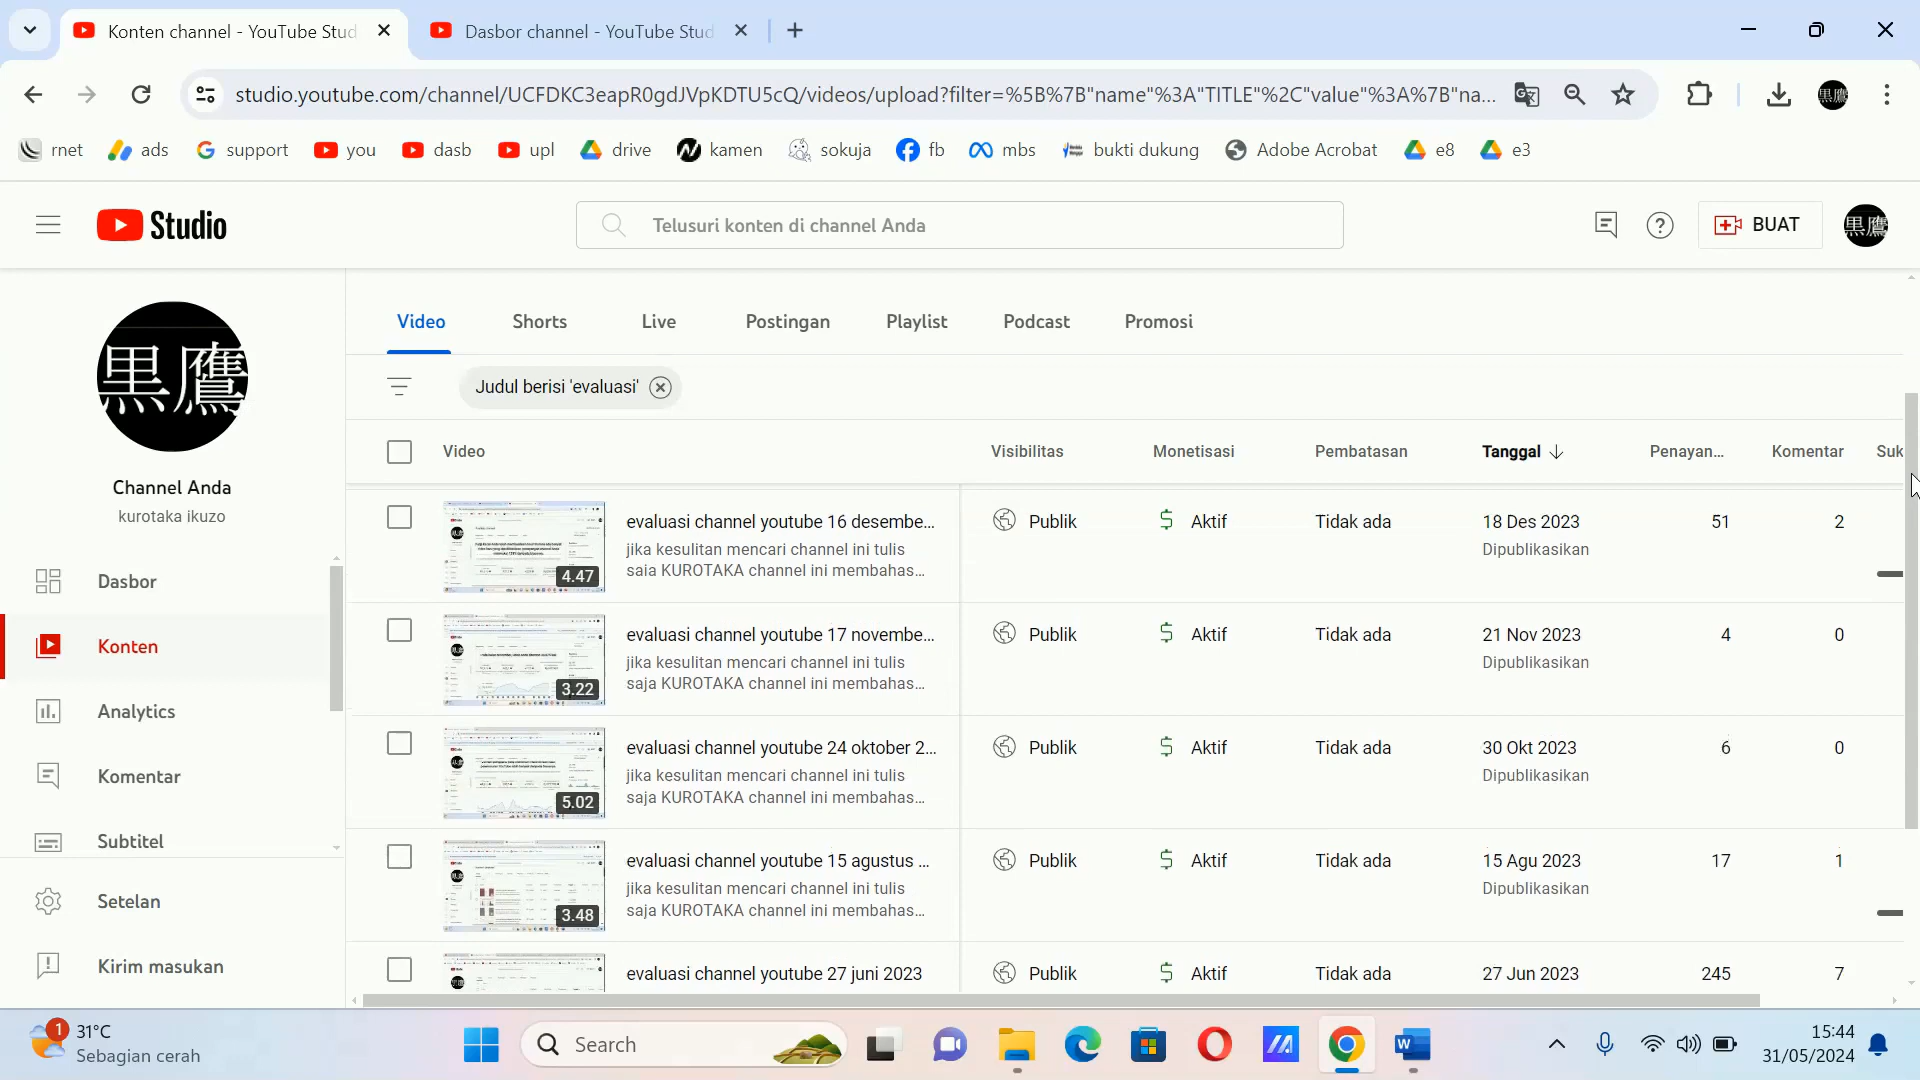 Konten channel - YouTube Stud
Dasbor channel - YouTube Stud
studio.youtube.com/channel/UCFDKC3eapR0gdJVpKDTU5cQ/videos/upload?filter=%5B%7B"name"%3A"TITLE"%2C"value"%3A%7B"na...
黒鷹
rnet
ads
support
you
dasb
upl
drive
kamen
sokuja
fb
mbs
bukti dukung
Adobe Acrobat
e8
e3
Studio
Telusuri konten di channel Anda
BUAT
黒鷹
黒鷹
Channel Anda
kurotaka ikuzo
Dasbor
Konten
Analytics
Komentar
Subtitel
Setelan
Kirim masukan
Video
Shorts
Live
Postingan
Playlist
Podcast
Promosi
Judul berisi 'evaluasi'
Video
Visibilitas
Monetisasi
Pembatasan
Tanggal
Penayan...
Komentar
Suk
4.47
evaluasi channel youtube 16 desembe...
jika kesulitan mencari channel ini tulis
saia KUROTAKA channel ini membahas...
Publik
$ Aktif
Tidak ada
18 Des 2023
Dipublikasikan
51
2
3.22
evaluasi channel youtube 17 novembe...
jika kesulitan mencari channel ini tulis
saja KUROTAKA channel ini membahas...
Publik
$ Aktif
Tidak ada
21 Nov 2023
Dipublikasikan
4
0
5.02
evaluasi channel youtube 24 oktober 2...
jika kesulitan mencari channel ini tulis
saja KUROTAKA channel ini membahas...
Publik
$ Aktif
Tidak ada
30 Okt 2023
Dipublikasikan
6
0
3.48
evaluasi channel youtube 15 agustus ...
jika kesulitan mencari channel ini tulis
saja KUROTAKA channel ini membahas...
Publik
$ Aktif
Tidak ada
15 Agu 2023
Dipublikasikan
17
1
evaluasi channel youtube 27 juni 2023
Publik
$ Aktif
Tidak ada
27 Jun 2023
245
7
1
31°C
Sebagian cerah
Search
15:44
31/05/2024